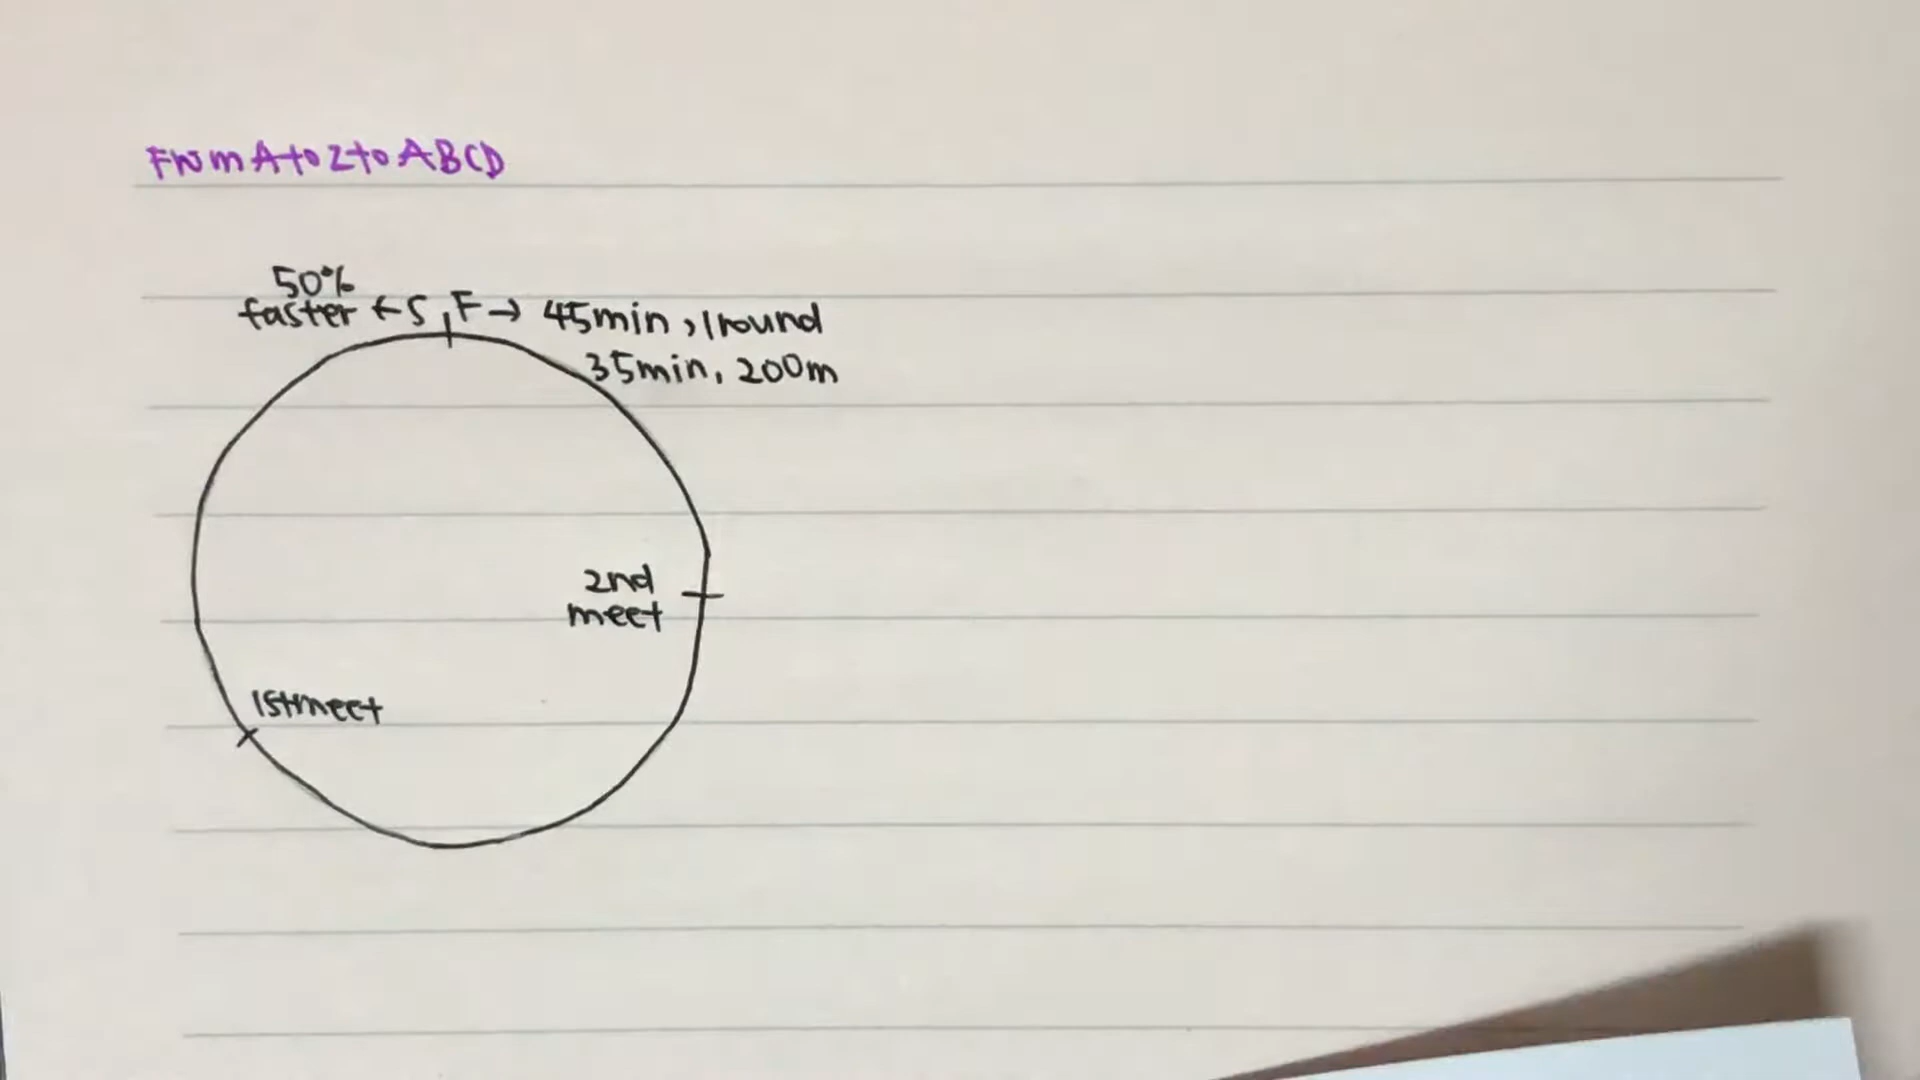 From A to Z to ABCD
50%
faster ← S F → 45min, 1round
35min, 200m
2nd
meet
1st meet